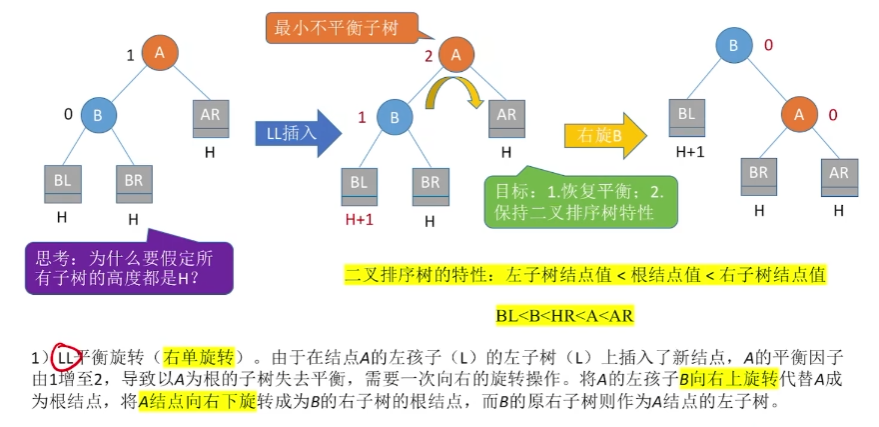 最小不平衡子树
1
A
2
A
B
0
0
B
AR
H
LL插入
1
B
AR
H
右旋B
BL
H+1
A
0
BL
H
BR
H
BL
H+1
BR
H
目标：1.恢复平衡；2.
保持二叉排序树特性
BR
H
AR
H
思考：为什么要假定所
有子树的高度都是H？
二叉排序树的特性：左子树结点值 < 根结点值 < 右子树结点值
BL<B<HR<A<AR
1）LL平衡旋转（右单旋转）。由于在结点A的左孩子（L）的左子树（L）上插入了新结点，A的平衡因子
由1增至2，导致以A为根的子树失去平衡，需要一次向右的旋转操作。将A的左孩子B向右上旋转代替A成
为根结点，将A结点向右下旋转成为B的右子树的根结点，而B的原右子树则作为A结点的左子树。